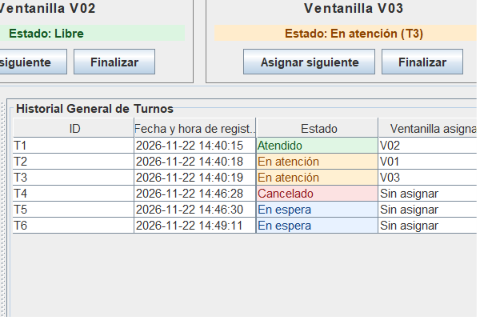 Ventanilla V02 Ventanilla V03
Estado: Libre Estado: En atención (T3)
siguiente Finalizar Asignar siguiente Finalizar
Historial General de Turnos
ID Fecha y hora de regist... Estado Ventanilla asigna
T1 2026-11-22 14:40:15 Atendido V02
T2 2026-11-22 14:40:18 En atención V01
T3 2026-11-22 14:40:19 En atención V03
T4 2026-11-22 14:46:28 Cancelado Sin asignar
T5 2026-11-22 14:46:30 En espera Sin asignar
T6 2026-11-22 14:49:11 En espera Sin asignar